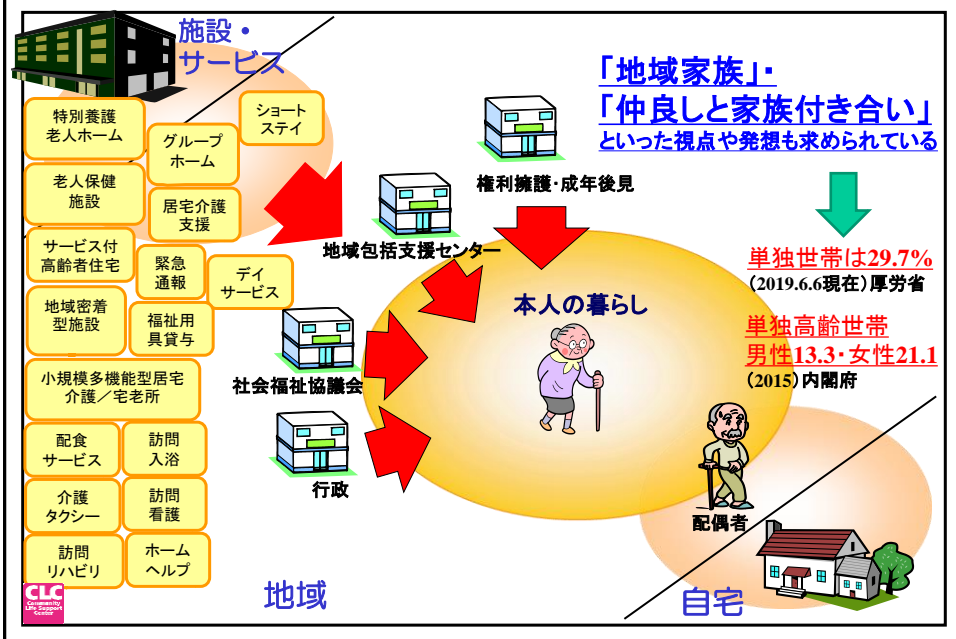 施設・
サービス
特別養護
老人ホーム
ショート
ステイ
グループ
ホーム
老人保健
施設
居宅介護
支援
サービス付
高齢者住宅
緊急
通報
デイ
サービス
地域密着
型施設
福祉用
具貸与
小規模多機能型居宅
介護／宅老所
配食
サービス
訪問
入浴
介護
タクシー
訪問
看護
訪問
リハビリ
ホーム
ヘルプ
CLC
Community
Life Support
Center
地域
権利擁護・成年後見
地域包括支援センター
社会福祉協議会
行政
本人の暮らし
配偶者
自宅
「地域家族」・
「仲良しと家族付き合い」
といった視点や発想も求められている
単独世帯は29.7%
（2019.6.6現在）厚労省
単独高齢世帯
男性13.3・女性21.1
（2015）内閣府